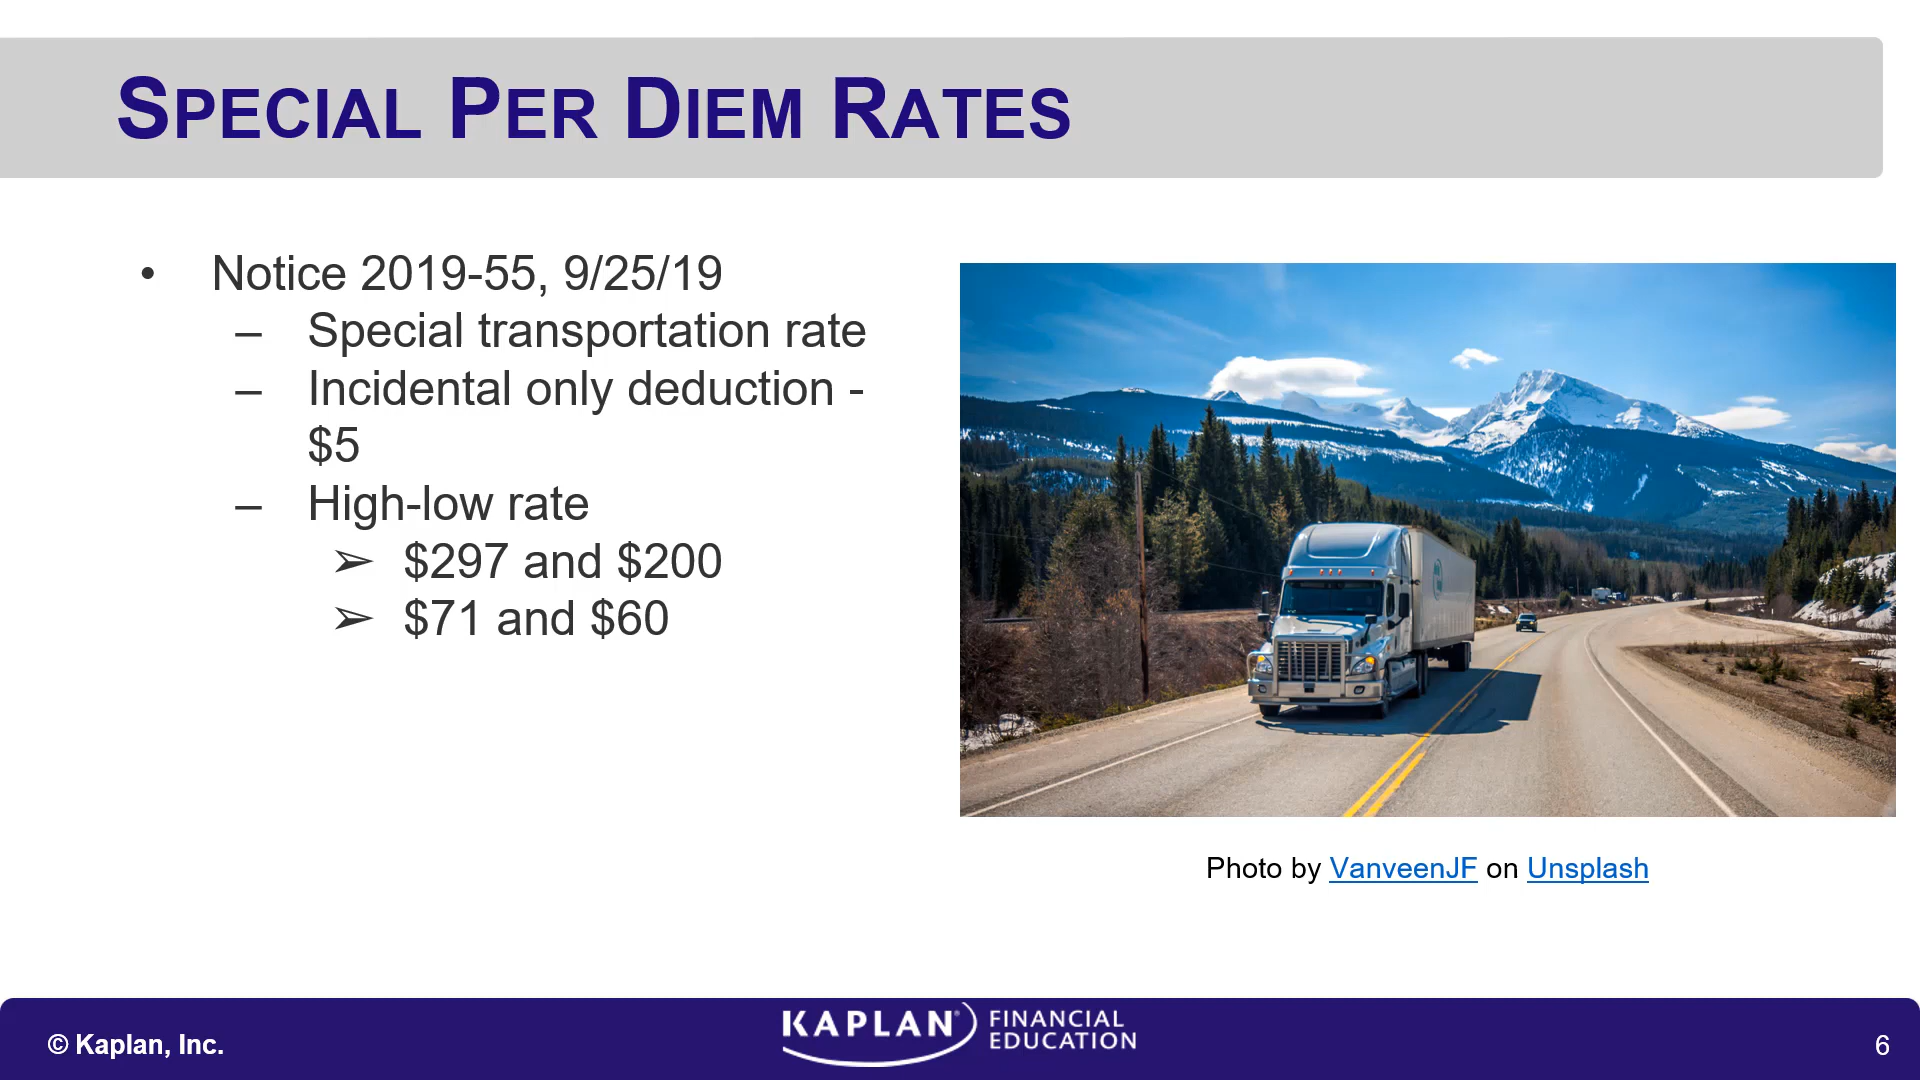 SPECIAL PER DIEM RATES
• Notice 2019-55, 9/25/19
– Special transportation rate
– Incidental only deduction -
$5
– High-low rate
➢ $297 and $200
➢ $71 and $60
Photo by VanveenJF on Unsplash
© Kaplan, Inc.
KAPLAN® FINANCIAL
EDUCATION
6